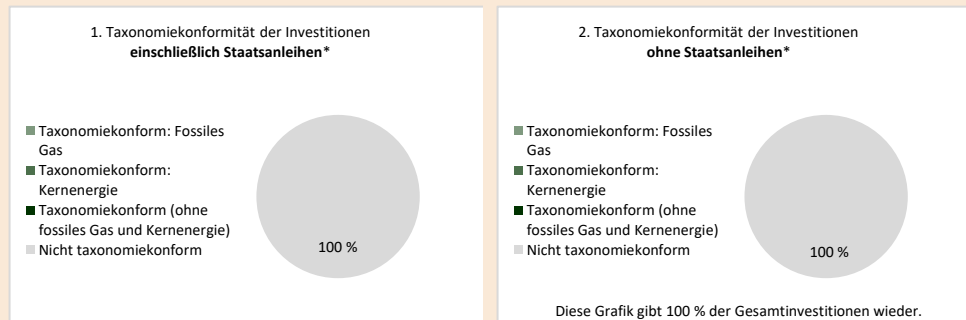 1. Taxonomiekonformität der Investitionen
einschließlich Staatsanleihen*
Taxonomiekonform: Fossiles
Gas
Taxonomiekonform:
Kernenergie
Taxonomiekonform (ohne
fossiles Gas und Kernenergie)
Nicht taxonomiekonform
100 %
2. Taxonomiekonformität der Investitionen
ohne Staatsanleihen*
Taxonomiekonform: Fossiles
Gas
Taxonomiekonform:
Kernenergie
Taxonomiekonform (ohne
fossiles Gas und Kernenergie)
Nicht taxonomiekonform
100 %
Diese Grafik gibt 100 % der Gesamtinvestitionen wieder.